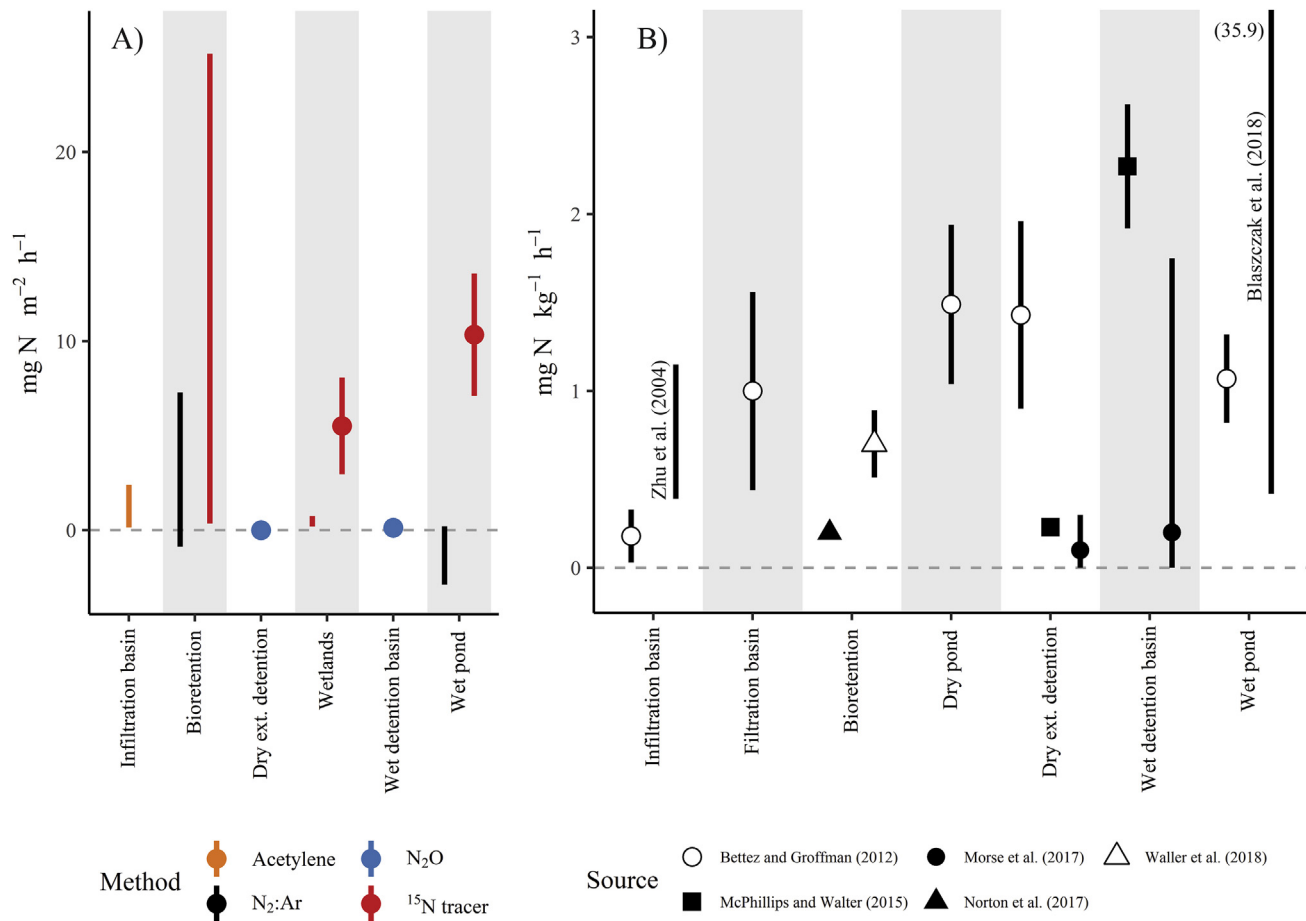 A)
mg N m⁻² h⁻¹
20
10
0
Infiltration basin
Bioretention
Dry ext. detention
Wetlands
Wet detention basin
Wet pond
B)
mg N kg⁻¹ h⁻¹
3
2
1
0
Zhu et al. (2004)
(35.9)
Blaszczak et al. (2018)
Infiltration basin
Filtration basin
Bioretention
Dry pond
Dry ext. detention
Wet detention basin
Wet pond
Method
Acetylene
N₂O
N₂:Ar
¹⁵N tracer
Source
Bettez and Groffman (2012)
Morse et al. (2017)
Waller et al. (2018)
McPhillips and Walter (2015)
Norton et al. (2017)